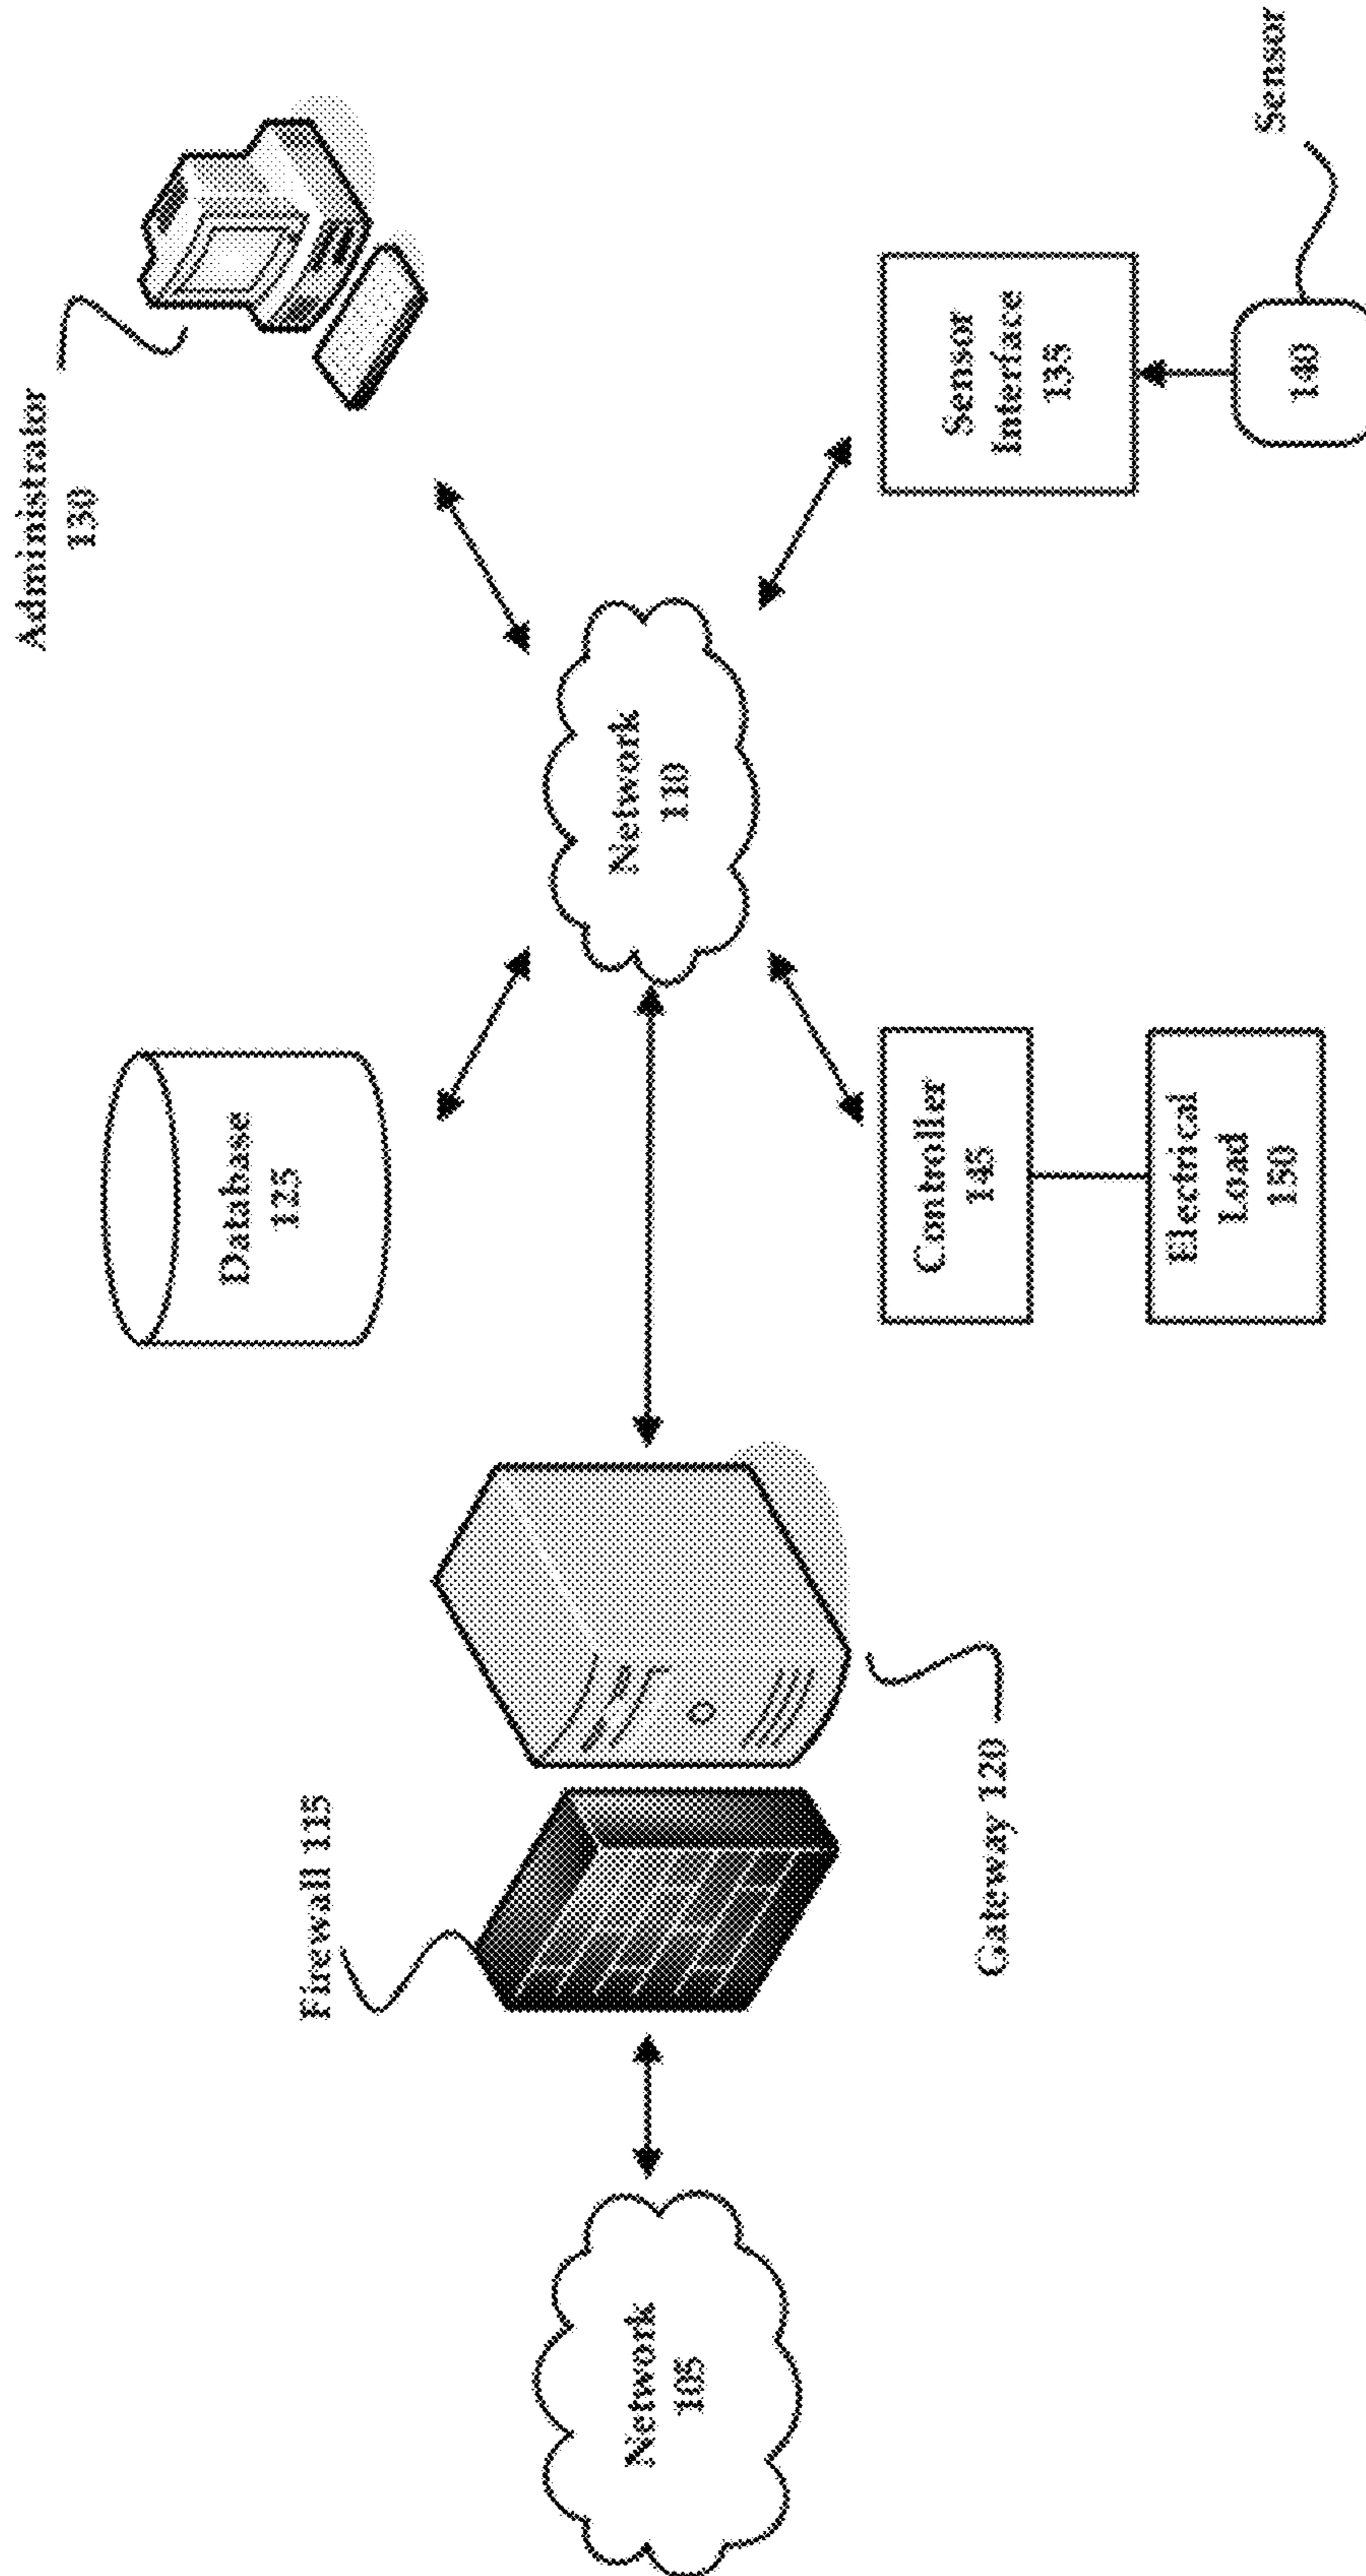 Administrator
130
Database
125
Firewall 115
Network
110
Network
105
Gateway 120
Controller
145
Electrical
Load
150
Sensor
Interface
135
140
Sensor